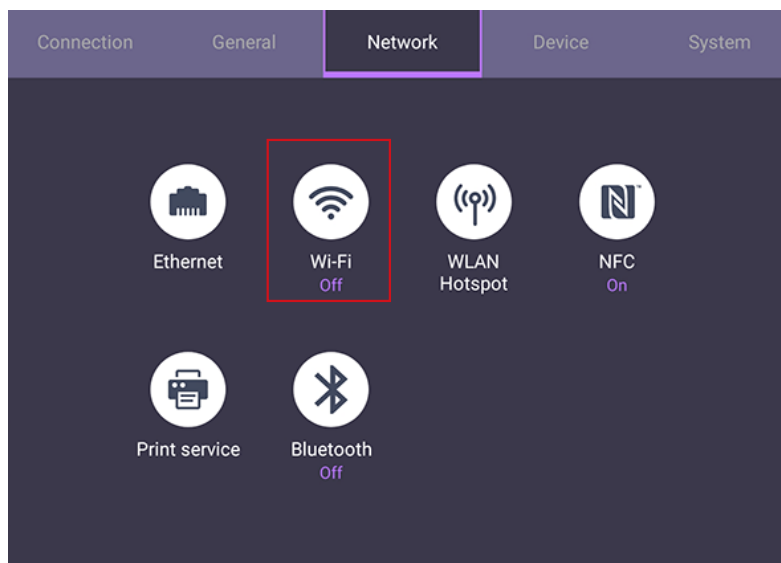 Connection General Network Device System
Ethernet
Wi-Fi
Off
WLAN
Hotspot
NFC
On
Print service
Bluetooth
Off